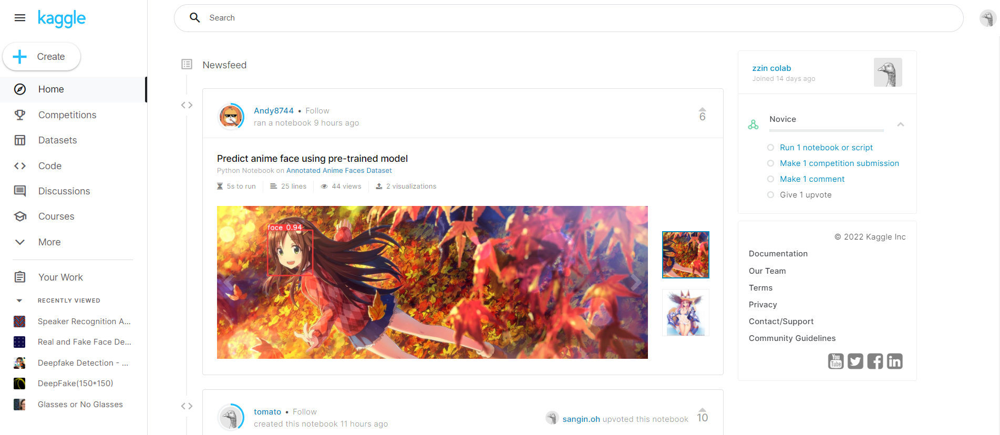 kaggle
Search
Create
Home
Competitions
Datasets
Code
Discussions
Courses
More
Your Work
RECENTLY VIEWED
Speaker Recognition A...
Real and Fake Face De...
Deepfake Detection - ...
DeepFake(150*150)
Glasses or No Glasses
Newsfeed
Andy8744 • Follow
ran a notebook 9 hours ago
6
Predict anime face using pre-trained model
Python Notebook on Annotated Anime Faces Dataset
5s to run 25 lines 44 views 2 visualizations
face 0.94
tomato • Follow
created this notebook 11 hours ago
sangin.oh upvoted this notebook
10
zzin colab
Joined 14 days ago
Novice
Run 1 notebook or script
Make 1 competition submission
Make 1 comment
Give 1 upvote
© 2022 Kaggle Inc
Documentation
Our Team
Terms
Privacy
Contact/Support
Community Guidelines
You
Tube
in